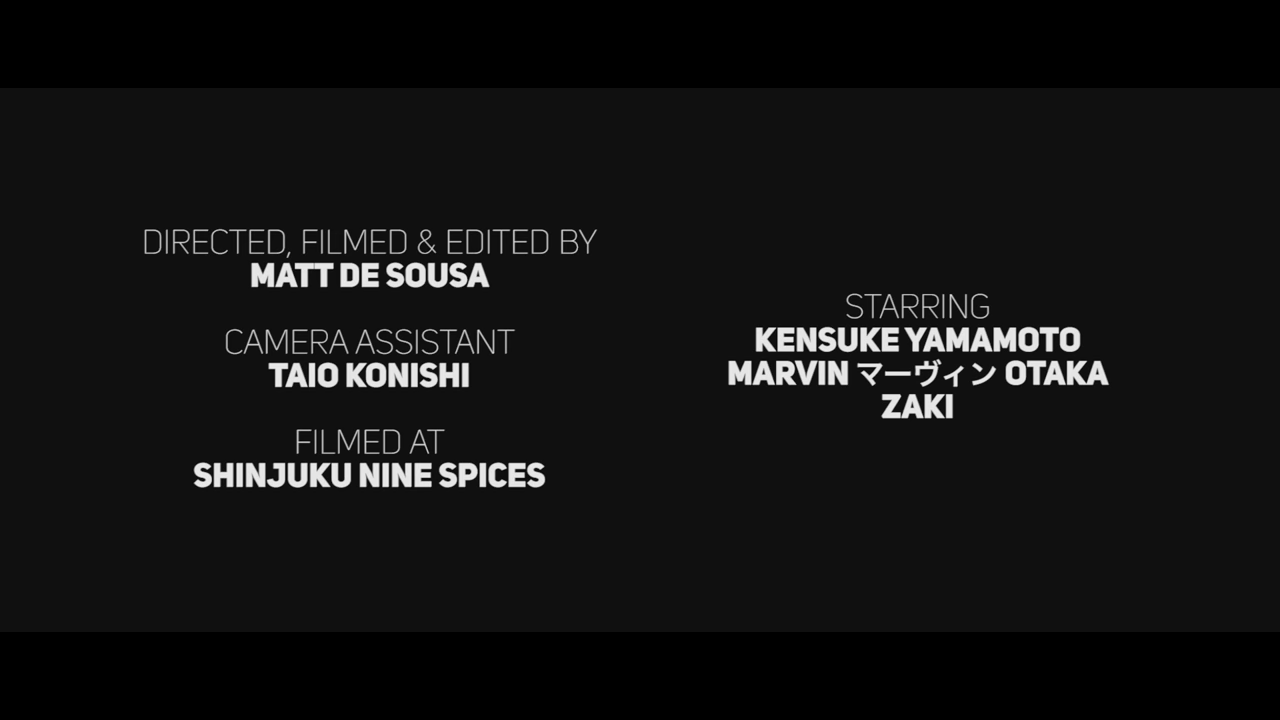 DIRECTED, FILMED & EDITED BY
MATT DE SOUSA
CAMERA ASSISTANT
TAIO KONISHI
FILMED AT
SHINJUKU NINE SPICES
STARRING
KENSUKE YAMAMOTO
MARVIN マーヴィン OTAKA
ZAKI